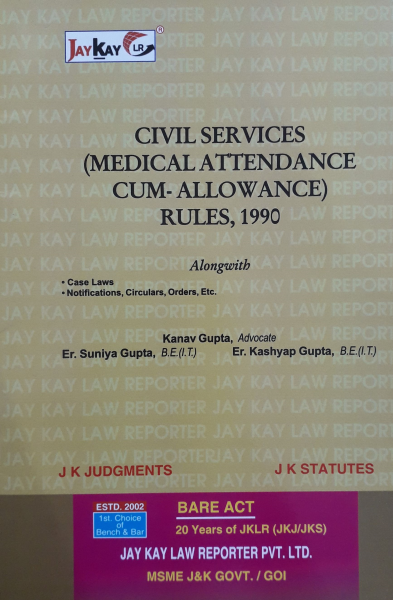 JAYKAY LR ®
CIVIL SERVICES
(MEDICAL ATTENDANCE
CUM- ALLOWANCE)
RULES, 1990
Alongwith
• Case Laws
• Notifications, Circulars, Orders, Etc.
Kanav Gupta, Advocate
Er. Suniya Gupta, B.E.(I.T.) Er. Kashyap Gupta, B.E.(I.T.)
J K JUDGMENTS J K STATUTES
ESTD. 2002
1st. Choice
of
Bench & Bar
BARE ACT
20 Years of JKLR (JKJ/JKS)
JAY KAY LAW REPORTER PVT. LTD.
MSME J&K GOVT. / GOI